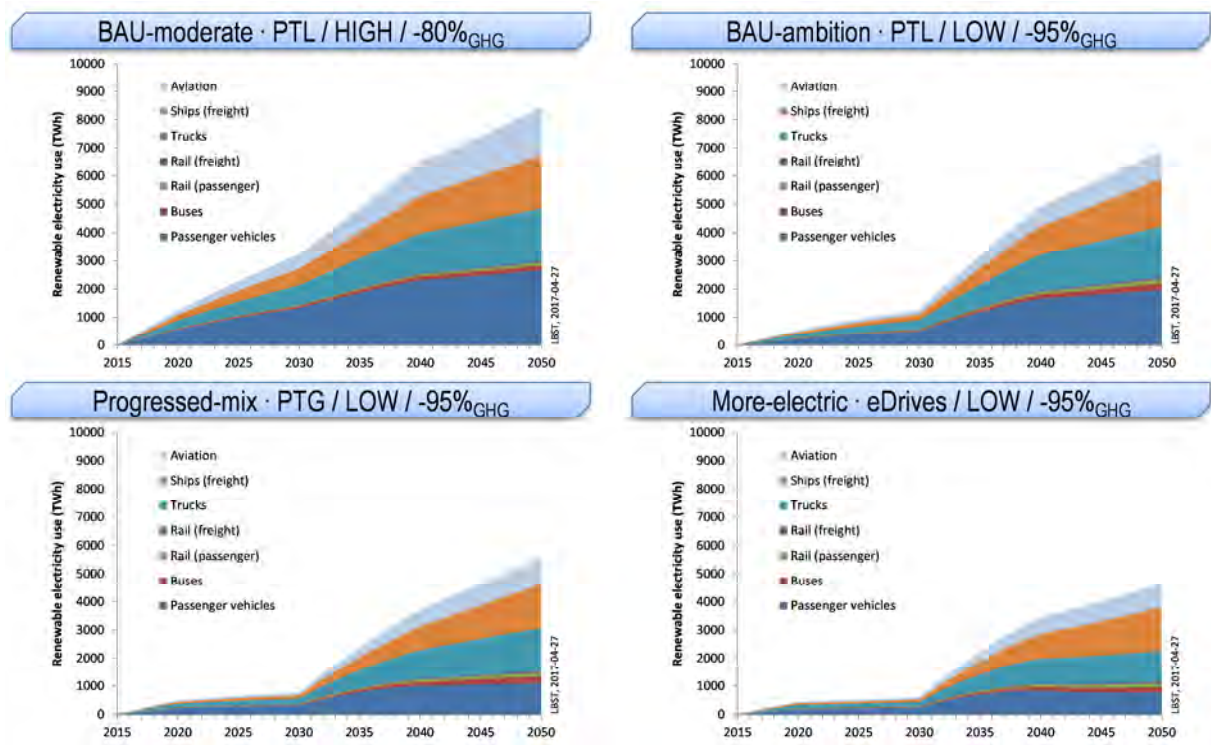 BAU-moderate · PTL / HIGH / -80%GHG
Renewable electricity use (TWh)
10000
9000
8000
7000
6000
5000
4000
3000
2000
1000
0
Aviation
Ships (freight)
Trucks
Rail (freight)
Rail (passenger)
Buses
Passenger vehicles
LBST, 2017-04-27
2015 2020 2025 2030 2035 2040 2045 2050
BAU-ambition · PTL / LOW / -95%GHG
Renewable electricity use (TWh)
10000
9000
8000
7000
6000
5000
4000
3000
2000
1000
0
Aviation
Ships (freight)
Trucks
Rail (freight)
Rail (passenger)
Buses
Passenger vehicles
LBST, 2017-04-27
2015 2020 2025 2030 2035 2040 2045 2050
Progressed-mix · PTG / LOW / -95%GHG
Renewable electricity use (TWh)
10000
9000
8000
7000
6000
5000
4000
3000
2000
1000
0
Aviation
Ships (freight)
Trucks
Rail (freight)
Rail (passenger)
Buses
Passenger vehicles
LBST, 2017-04-27
2015 2020 2025 2030 2035 2040 2045 2050
More-electric · eDrives / LOW / -95%GHG
Renewable electricity use (TWh)
10000
9000
8000
7000
6000
5000
4000
3000
2000
1000
0
Aviation
Ships (freight)
Trucks
Rail (freight)
Rail (passenger)
Buses
Passenger vehicles
LBST, 2017-04-27
2015 2020 2025 2030 2035 2040 2045 2050